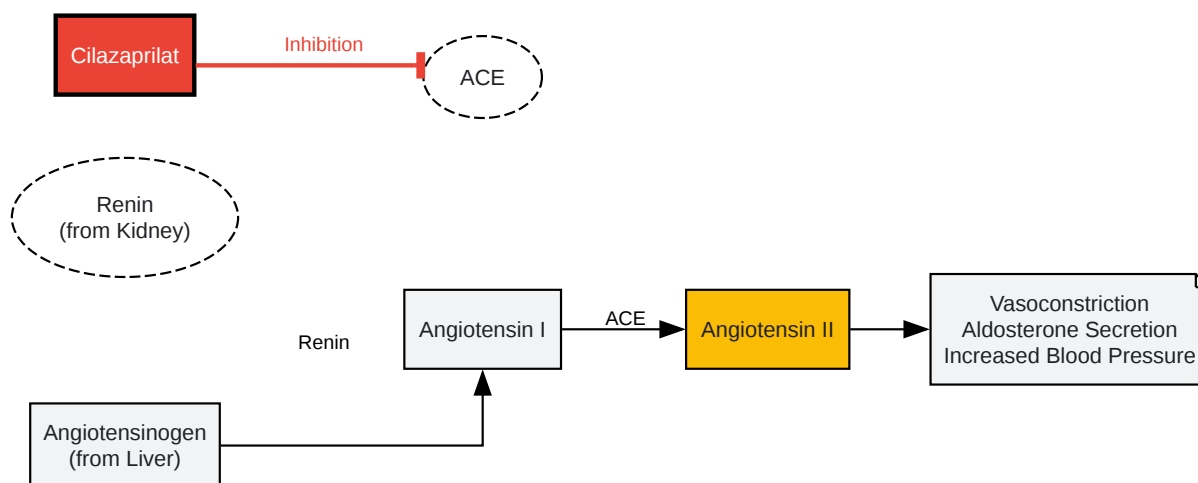 Cilazaprilat
Inhibition
ACE
Renin
(from Kidney)
Renin
Angiotensin I
ACE
Angiotensin II
Vasoconstriction
Aldosterone Secretion
Increased Blood Pressure
Angiotensinogen
(from Liver)